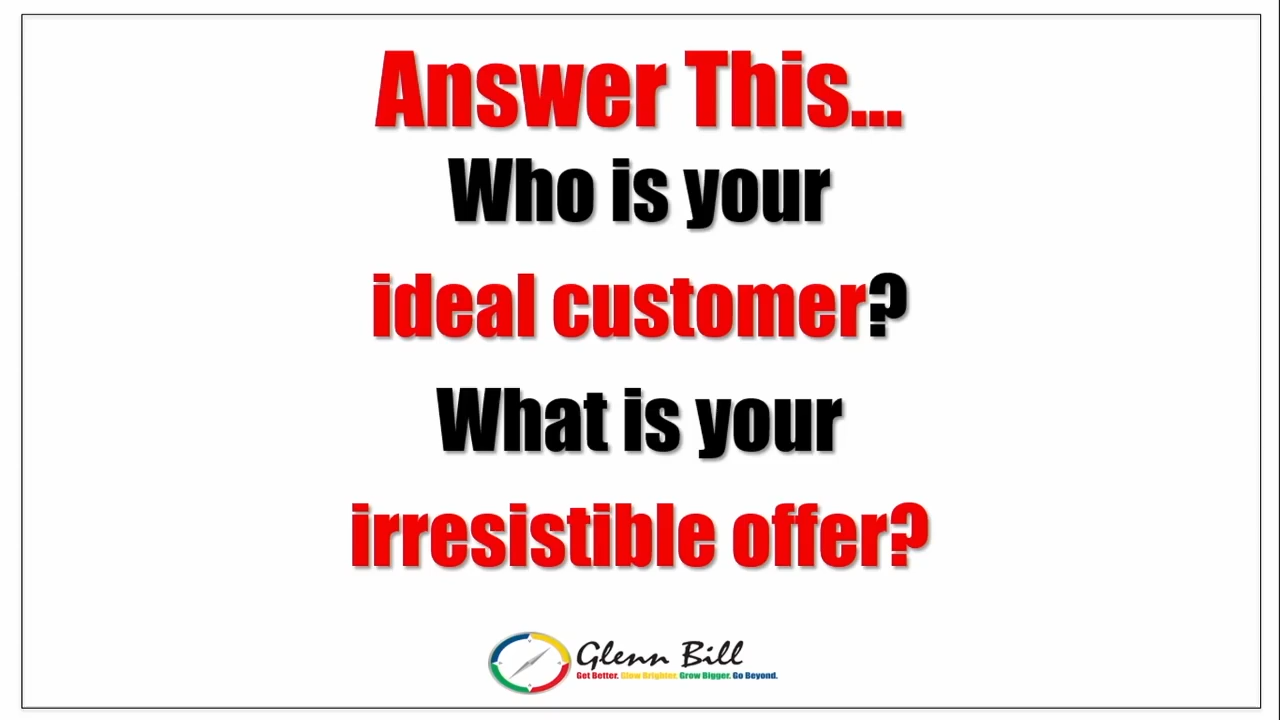 Answer This...
Who is your
ideal customer?
What is your
irresistible offer?
Glenn Bill
Get Better. Glow Brighter. Grow Bigger. Go Beyond.